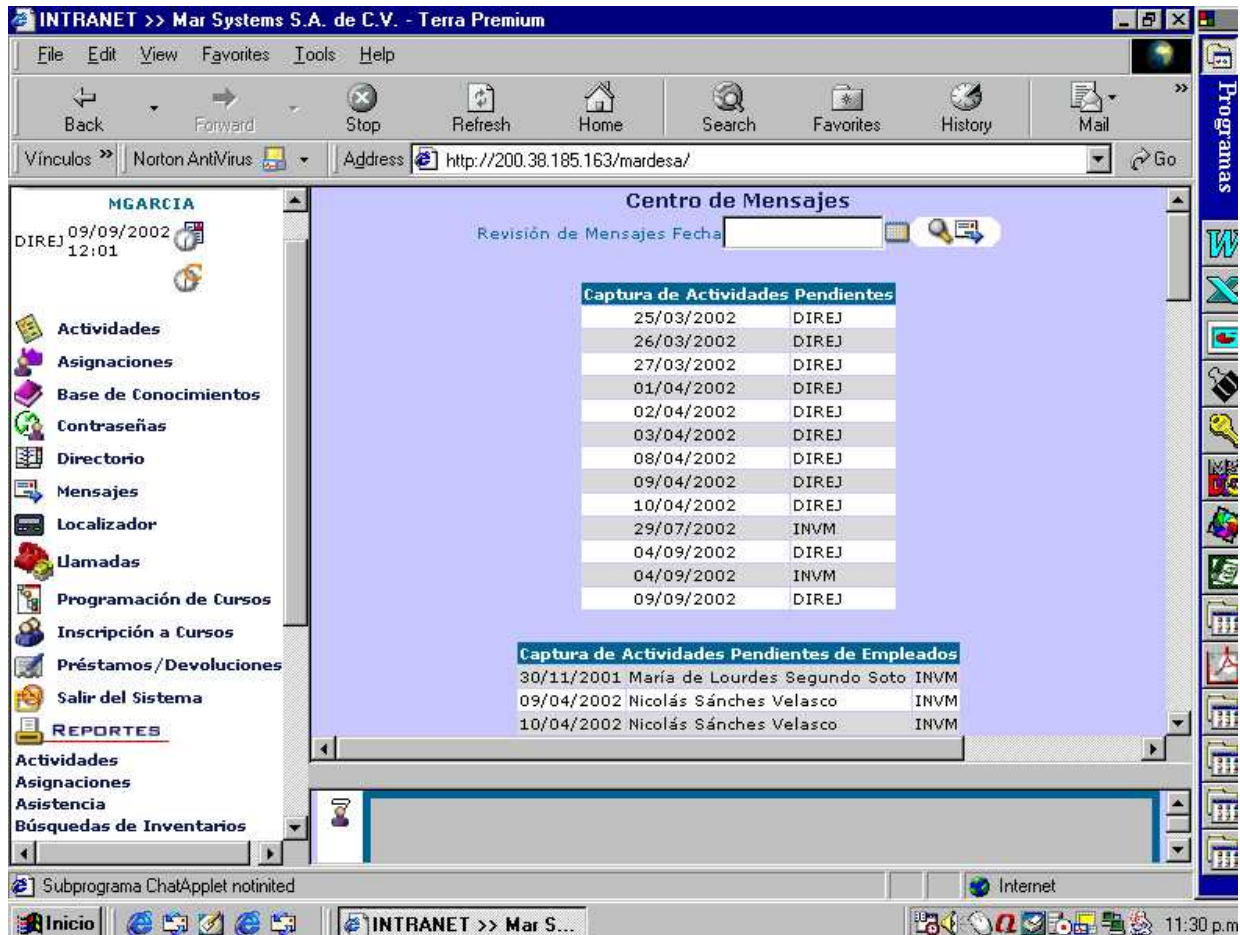 INTRANET >> Mar Systems S.A. de C.V. - Terra Premium
File Edit View Favorites Tools Help
Back Forward Stop Refresh Home Search Favorites History Mail »
Vínculos » Norton AntiVirus Address http://200.38.185.163/mardesa/ Go
Programas
MGARCIA
DIREJ 09/09/2002
12:01
Actividades
Asignaciones
Base de Conocimientos
Contraseñas
Directorio
Mensajes
Localizador
Llamadas
Programación de Cursos
Inscripción a Cursos
Préstamos/Devoluciones
Salir del Sistema
REPORTES
Actividades
Asignaciones
Asistencia
Búsquedas de Inventarios
Centro de Mensajes
Revisión de Mensajes Fecha
Captura de Actividades Pendientes
25/03/2002 DIREJ
26/03/2002 DIREJ
27/03/2002 DIREJ
01/04/2002 DIREJ
02/04/2002 DIREJ
03/04/2002 DIREJ
08/04/2002 DIREJ
09/04/2002 DIREJ
10/04/2002 DIREJ
29/07/2002 INVM
04/09/2002 DIREJ
04/09/2002 INVM
09/09/2002 DIREJ
Captura de Actividades Pendientes de Empleados
30/11/2001 María de Lourdes Segundo Soto INVM
09/04/2002 Nicolás Sánches Velasco INVM
10/04/2002 Nicolás Sánches Velasco INVM
Subprograma ChatApplet notinited
Internet
Inicio
INTRANET >> Mar S...
11:30 p.m